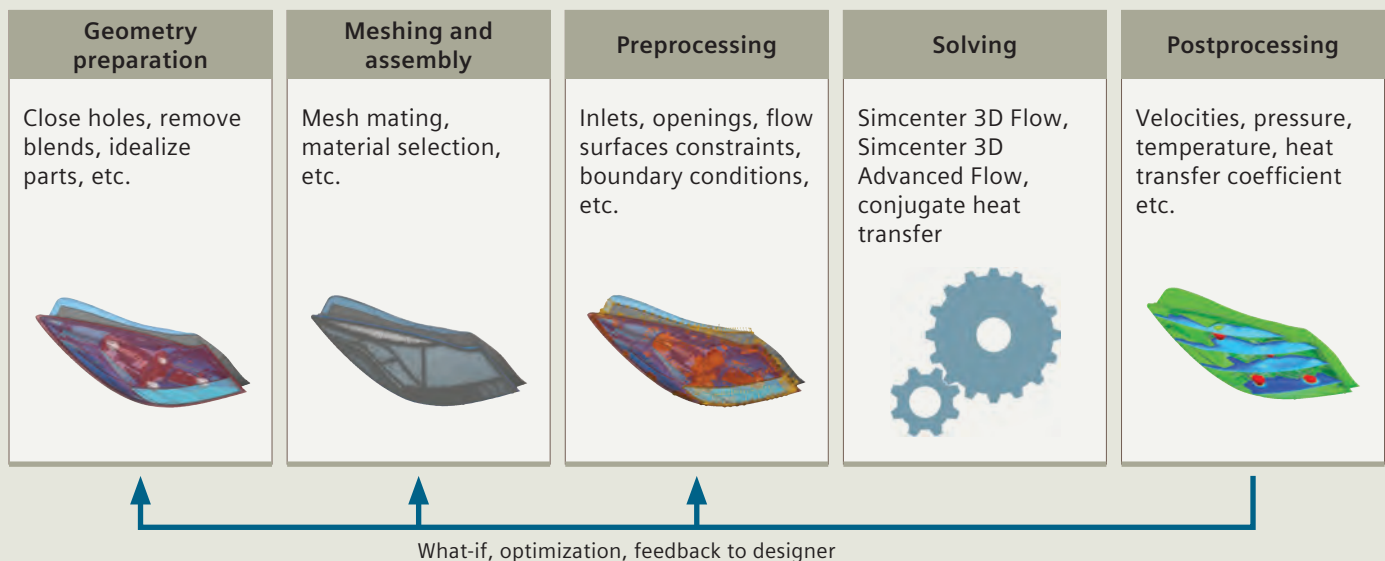 Geometry
preparation
Close holes, remove
blends, idealize
parts, etc.
Meshing and
assembly
Mesh mating,
material selection,
etc.
Preprocessing
Inlets, openings, flow
surfaces constraints,
boundary conditions,
etc.
Solving
Simcenter 3D Flow,
Simcenter 3D
Advanced Flow,
conjugate heat
transfer
Postprocessing
Velocities, pressure,
temperature, heat
transfer coefficient
etc.
What-if, optimization, feedback to designer